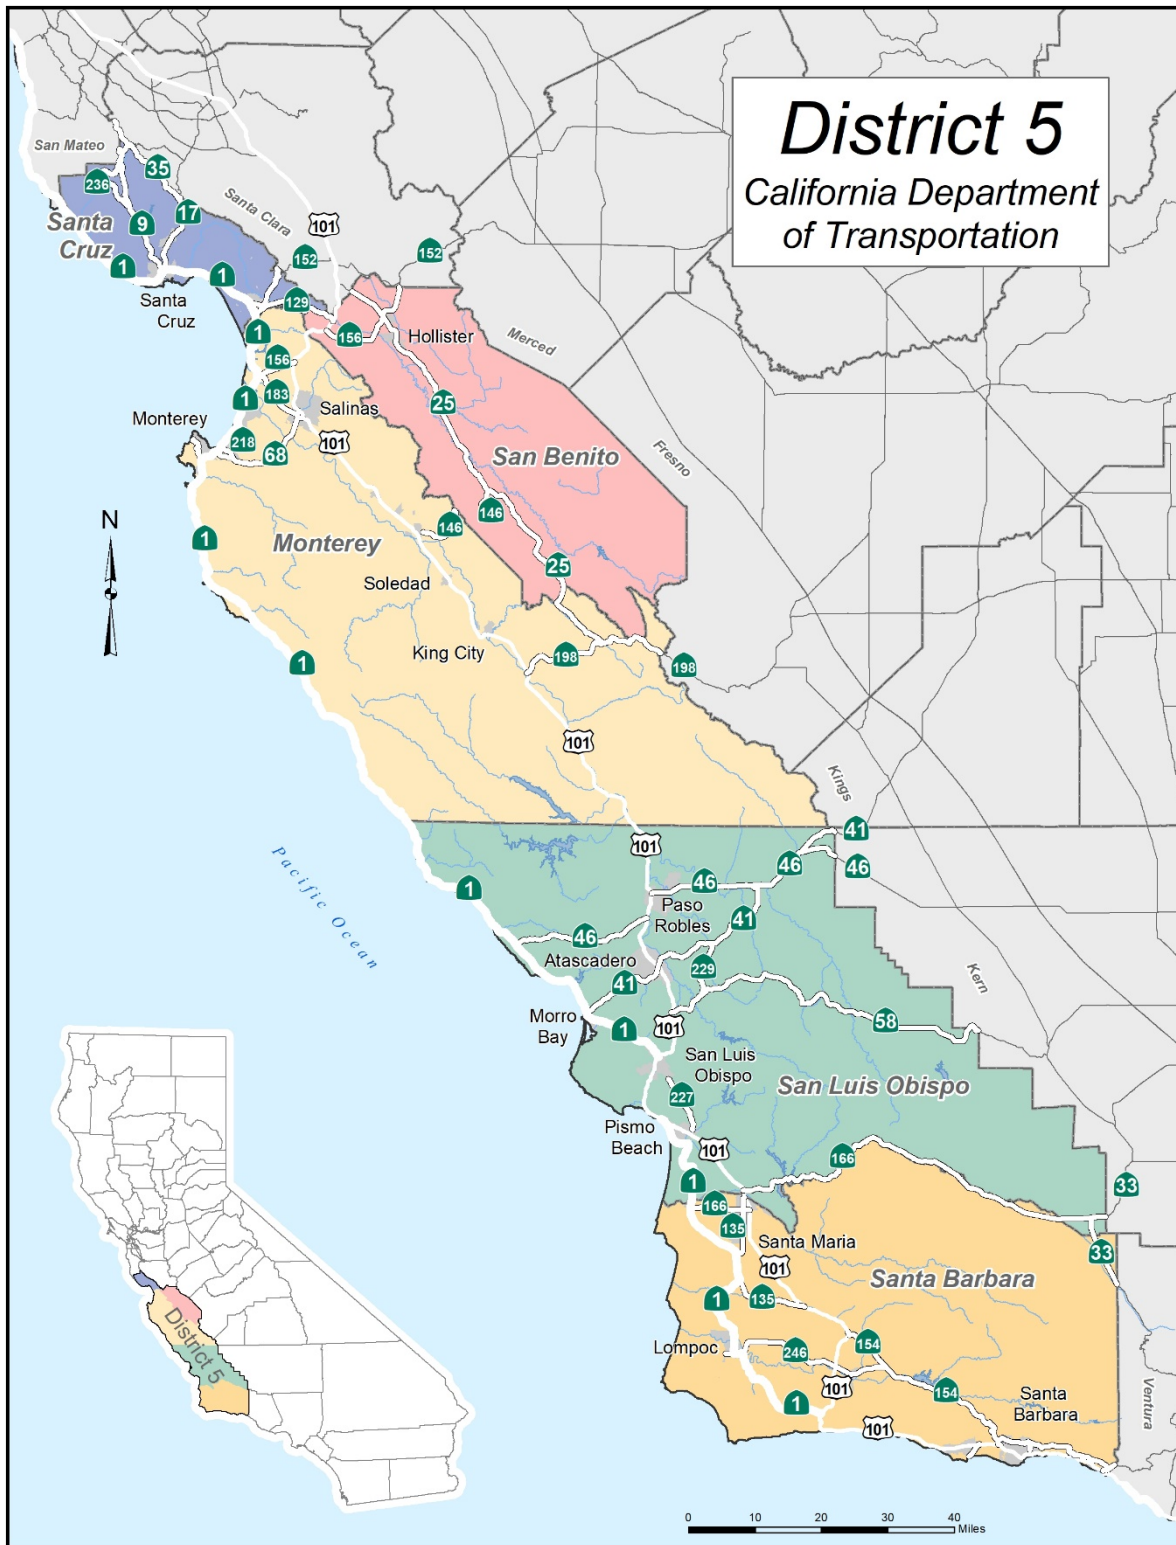 District 5
California Department
of Transportation
San Mateo
35
236
Santa
Cruz
9
17
Santa Clara
101
152
152
1
1
Santa
Cruz
129
1
156
Hollister
Merced
156
183
1
25
Salinas
Monterey
218
68
101
San Benito
Fresno
146
146
N
1
Monterey
25
Soledad
King City
198
198
1
101
Kings
41
101
46
46
46
1
Paso
Robles
41
46
Atascadero
229
41
Kern
Pacific Ocean
Morro
Bay
1
101
58
San Luis
Obispo
San Luis Obispo
227
Pismo
Beach
101
166
1
33
166
135
Santa Maria
33
101
Santa Barbara
1
135
Lompoc
246
154
101
154
Santa
Barbara
Ventura
1
101
District 5
0 10 20 30 40
Miles